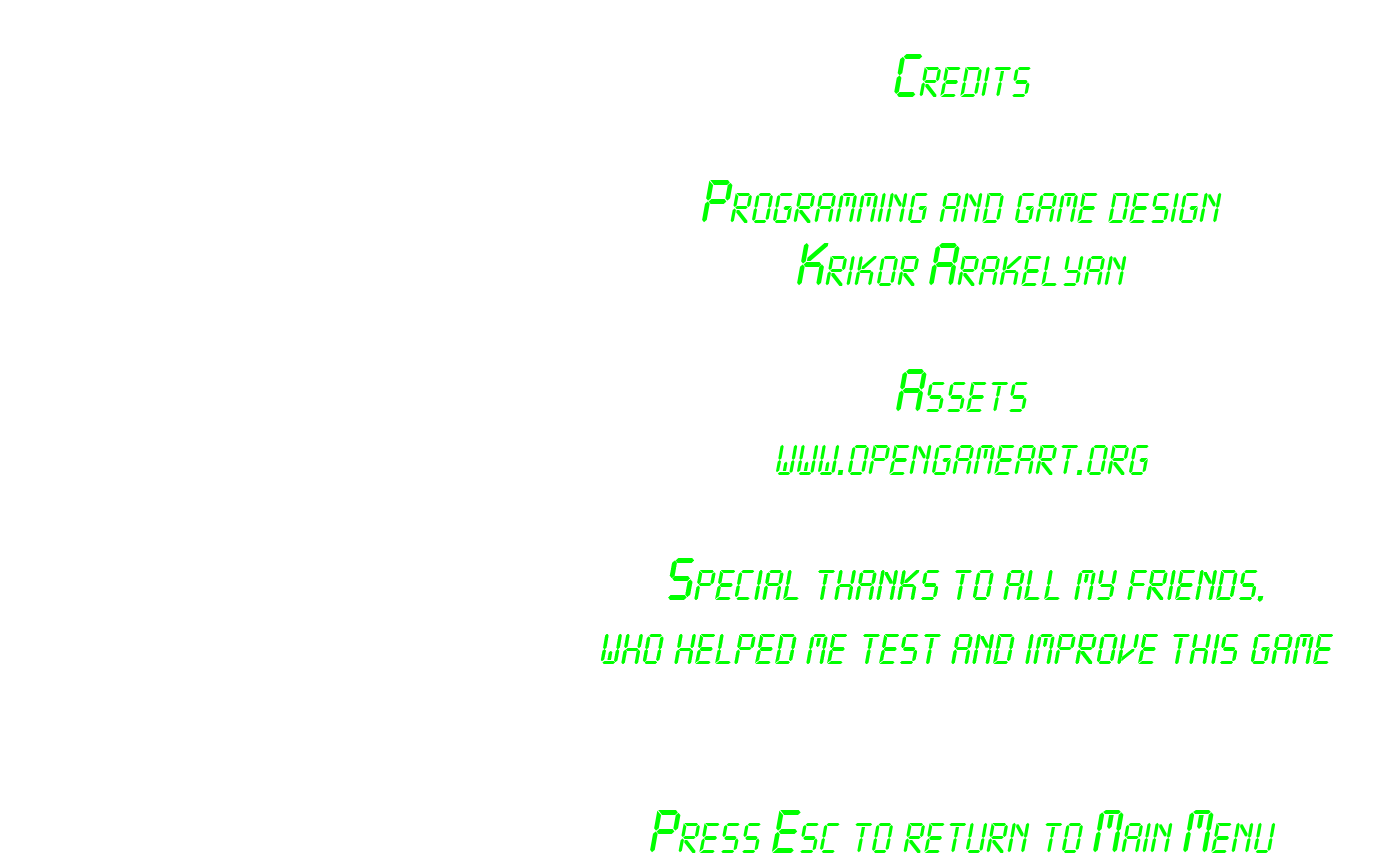 Credits
Programming and game design
Krikor Arakelyan
Assets
www.opengameart.org
Special thanks to all my friends,
who helped me test and improve this game
Press Esc to return to Main Menu